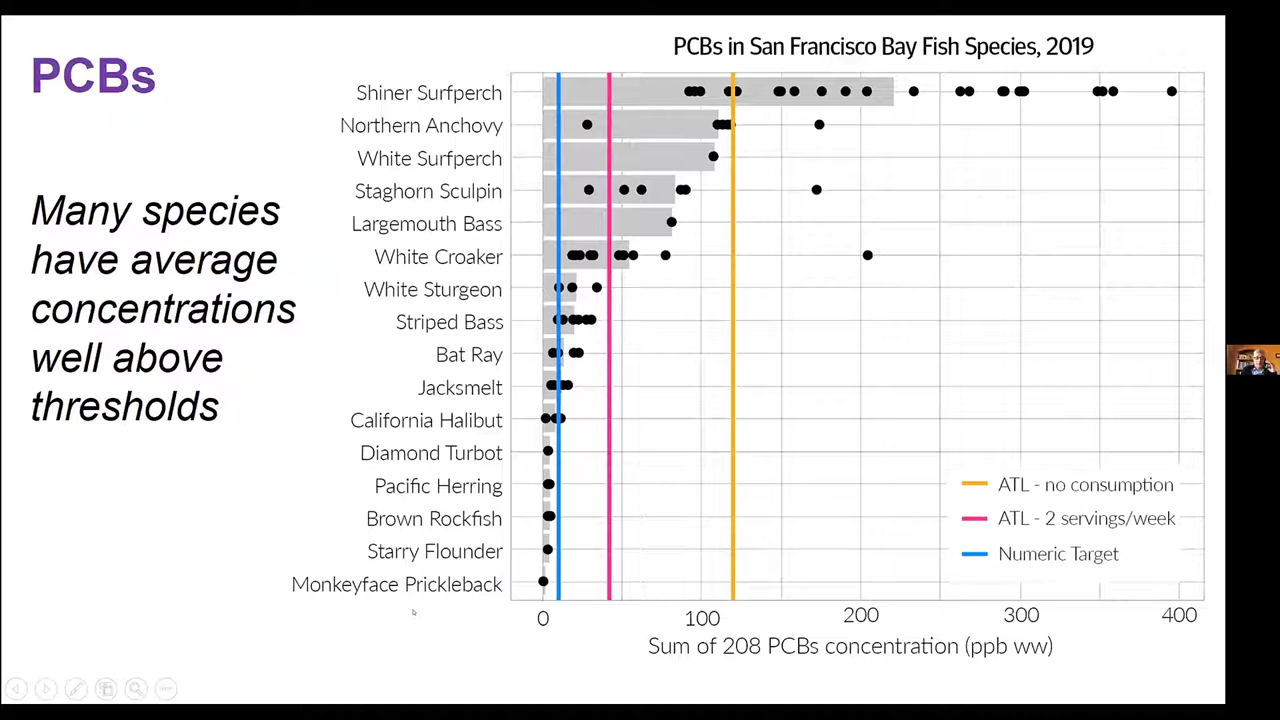 PCBs
Many species
have average
concentrations
well above
thresholds
PCBs in San Francisco Bay Fish Species, 2019
Shiner Surfperch
Northern Anchovy
White Surfperch
Staghorn Sculpin
Largemouth Bass
White Croaker
White Sturgeon
Striped Bass
Bat Ray
Jacksmelt
California Halibut
Diamond Turbot
Pacific Herring
Brown Rockfish
Starry Flounder
Monkeyface Prickleback
ATL - no consumption
ATL - 2 servings/week
Numeric Target
0 100 200 300 400
Sum of 208 PCBs concentration (ppb ww)